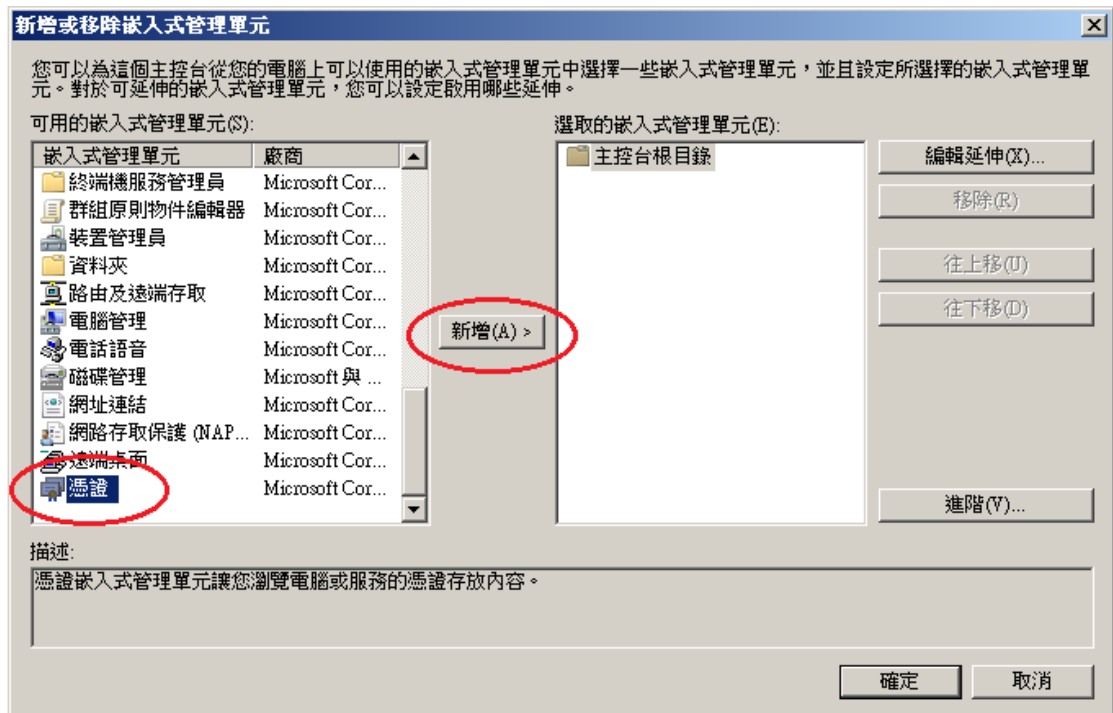 新增或移除嵌入式管理單元
您可以為這個主控台從您的電腦上可以使用的嵌入式管理單元中選擇一些嵌入式管理單元，並且設定所選擇的嵌入式管理單
元。對於可延伸的嵌入式管理單元，您可以設定啟用哪些延伸。
可用的嵌入式管理單元(S):
嵌入式管理單元 廠商
終端機服務管理員 Microsoft Cor...
群組原則物件編輯器 Microsoft Cor...
裝置管理員 Microsoft Cor...
資料夾 Microsoft Cor...
路由及遠端存取 Microsoft Cor...
電腦管理 Microsoft Cor...
電話語音 Microsoft Cor...
磁碟管理 Microsoft 與 ...
網址連結 Microsoft Cor...
網路存取保護 (NAP... Microsoft Cor...
遠端桌面 Microsoft Cor...
憑證 Microsoft Cor...
新增(A) >
選取的嵌入式管理單元(E):
主控台根目錄
編輯延伸(X)...
移除(R)
往上移(U)
往下移(D)
進階(V)...
描述:
憑證嵌入式管理單元讓您瀏覽電腦或服務的憑證存放內容。
確定 取消